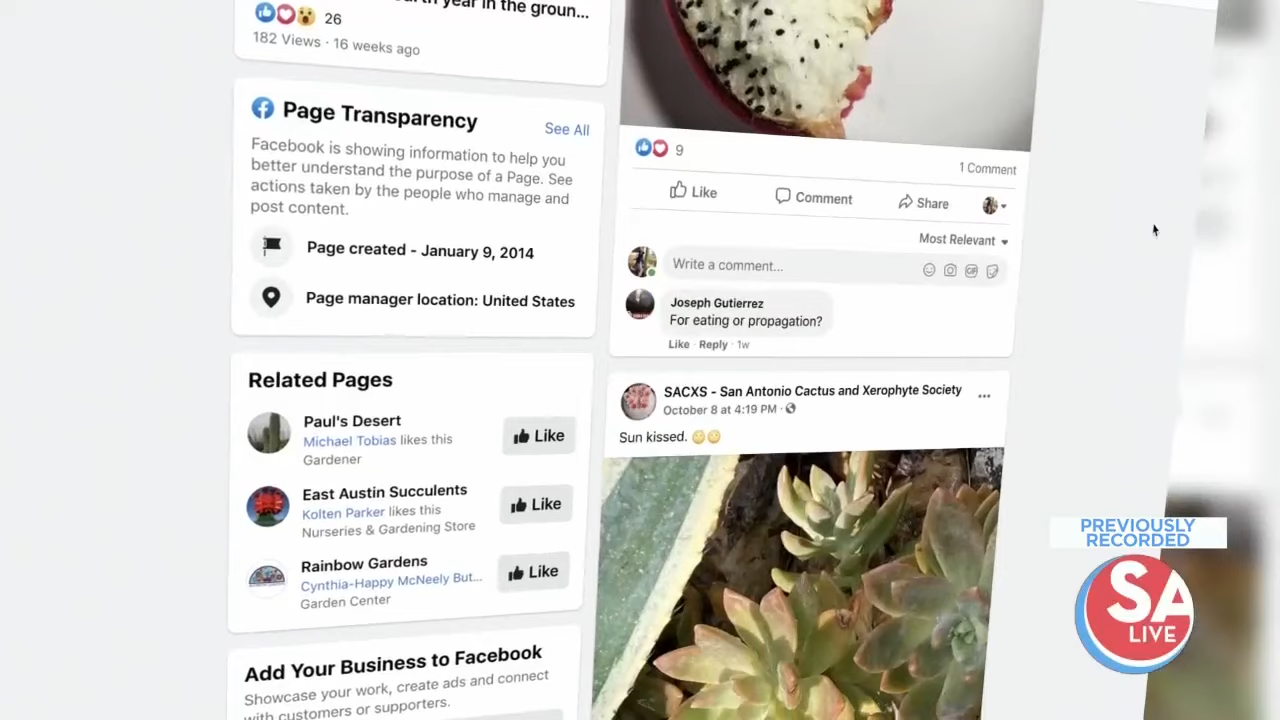 urth year in the groun...
26
182 Views · 16 weeks ago
Page Transparency
See All
Facebook is showing information to help you
better understand the purpose of a Page. See
actions taken by the people who manage and
post content.
Page created - January 9, 2014
Page manager location: United States
Related Pages
Paul's Desert
Michael Tobias likes this
Gardener
Like
East Austin Succulents
Kolten Parker likes this
Nurseries & Gardening Store
Like
Rainbow Gardens
Cynthia-Happy McNeely But...
Garden Center
Like
Add Your Business to Facebook
Showcase your work, create ads and connect
with customers or supporters.
9
1 Comment
Like
Comment
Share
Most Relevant
Write a comment...
GIF
Joseph Gutierrez
For eating or propagation?
Like · Reply · 1w
SACXS - San Antonio Cactus and Xerophyte Society
October 8 at 4:19 PM ·
Sun kissed.
PREVIOUSLY
RECORDED
SA
LIVE